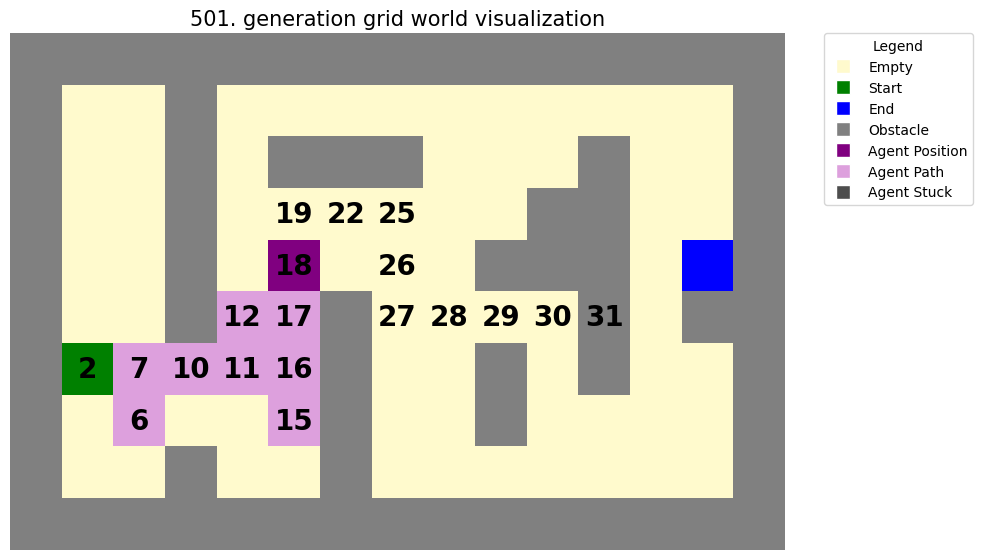 501. generation grid world visualization
Legend
Empty
Start
End
Obstacle
Agent Position
Agent Path
Agent Stuck
19 22 25
18 26
12 17 27 28 29 30 31
2 7 10 11 16
6 15